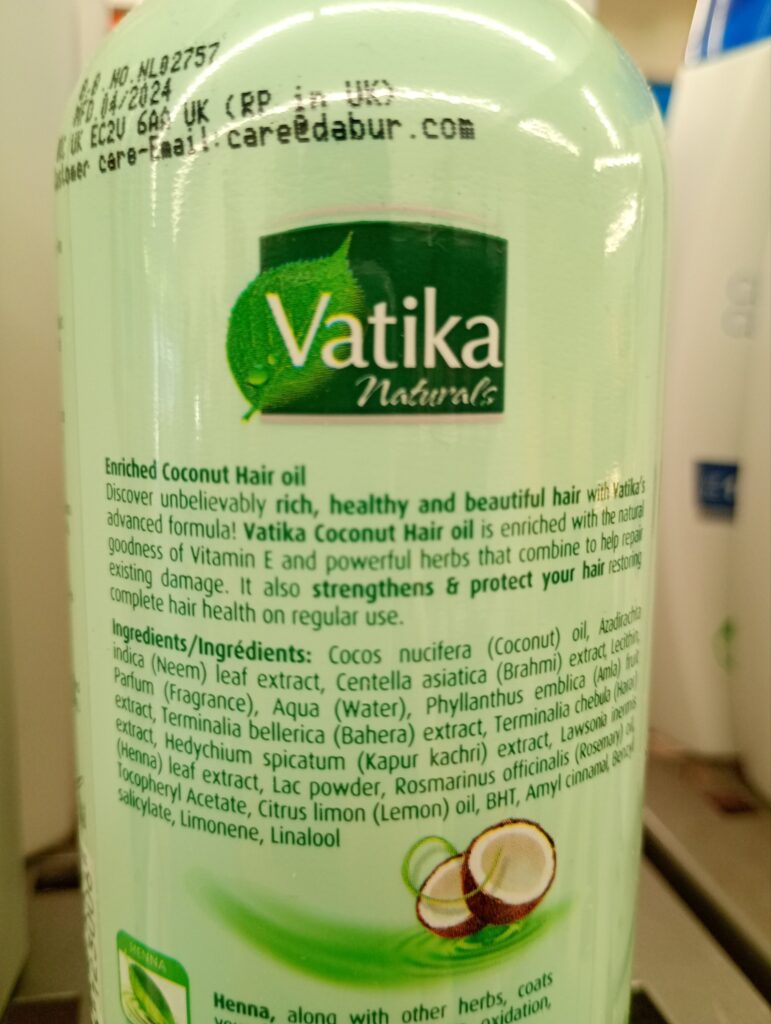 B.NO.NL02757
MFD.04/2024
UK EC2V 6AA UK (RP in UK)
care-Email.care@dabur.com
Vatika
Naturals
Enriched Coconut Hair oil
Discover unbelievably rich, healthy and beautiful hair with Vatika's
advanced formula! Vatika Coconut Hair oil is enriched with the natural
goodness of Vitamin E and powerful herbs that combine to help repair
existing damage. It also strengthens & protect your hair restoring
complete hair health on regular use.
Ingredients/Ingrédients: Cocos nucifera (Coconut) oil, Azadirachta
indica (Neem) leaf extract, Centella asiatica (Brahmi) extract, Lecithin,
Parfum (Fragrance), Aqua (Water), Phyllanthus emblica (Amla) fruit
extract, Terminalia bellerica (Bahera) extract, Terminalia chebula (Harar)
extract, Hedychium spicatum (Kapur kachri) extract, Lawsonia inermis
(Henna) leaf extract, Lac powder, Rosmarinus officinalis (Rosemary) oil,
Tocopheryl Acetate, Citrus limon (Lemon) oil, BHT, Amyl cinnamal, Benzyl
salicylate, Limonene, Linalool
HENNA
Henna, along with other herbs, coats
oxidation,